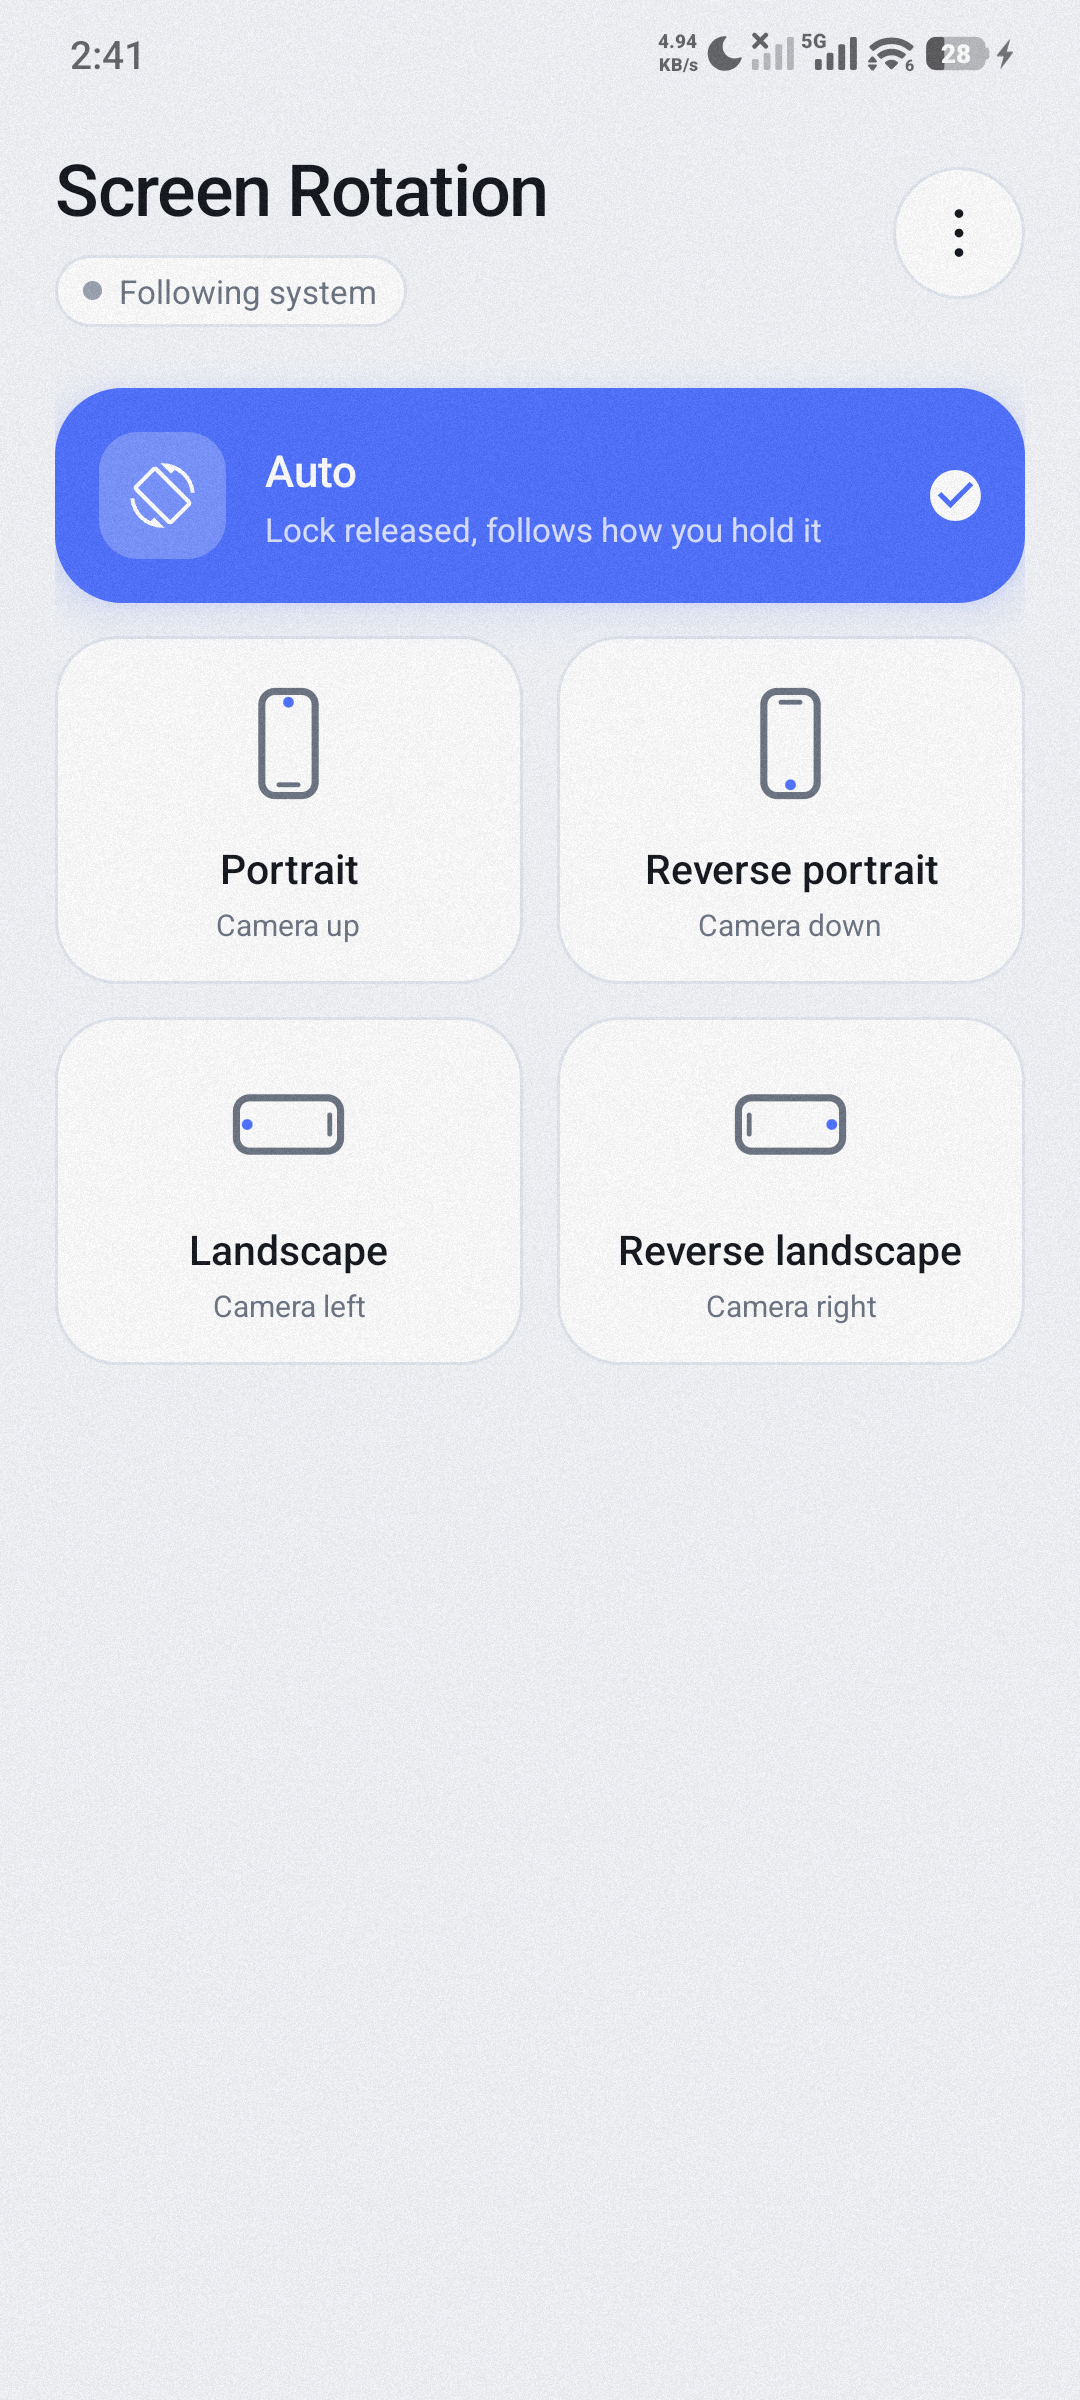 2:41
4.94
KB/s
5G
6
28
Screen Rotation
Following system
Auto
Lock released, follows how you hold it
Portrait
Camera up
Reverse portrait
Camera down
Landscape
Camera left
Reverse landscape
Camera right